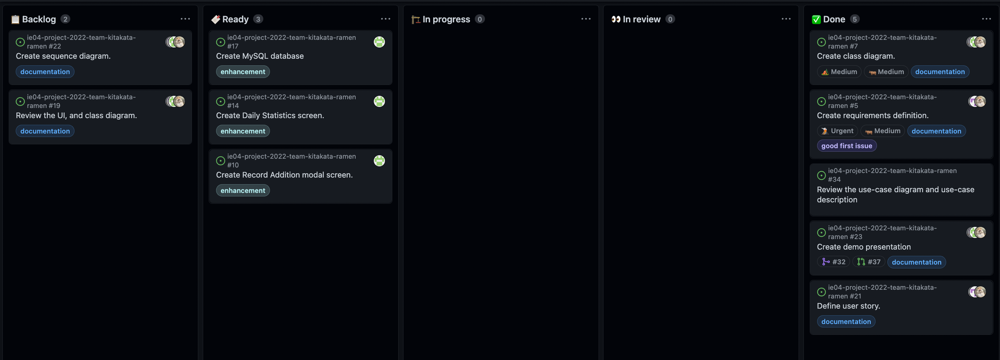 Backlog 2
ie04-project-2022-team-kitakata-
ramen #22
Create sequence diagram.
documentation
ie04-project-2022-team-kitakata-
ramen #19
Review the UI, and class diagram.
documentation
Ready 3
ie04-project-2022-team-kitakata-ramen
#17
Create MySQL database
enhancement
ie04-project-2022-team-kitakata-ramen
#14
Create Daily Statistics screen.
enhancement
ie04-project-2022-team-kitakata-ramen
#10
Create Record Addition modal screen.
enhancement
In progress 0
In review 0
Done 5
ie04-project-2022-team-kitakata-
ramen #7
Create class diagram.
Medium Medium documentation
ie04-project-2022-team-kitakata-
ramen #5
Create requirements definition.
Urgent Medium documentation
good first issue
ie04-project-2022-team-kitakata-ramen
#34
Review the use-case diagram and use-case
description
ie04-project-2022-team-kitakata-
ramen #23
Create demo presentation
#32 #37 documentation
ie04-project-2022-team-kitakata-
ramen #21
Define user story.
documentation